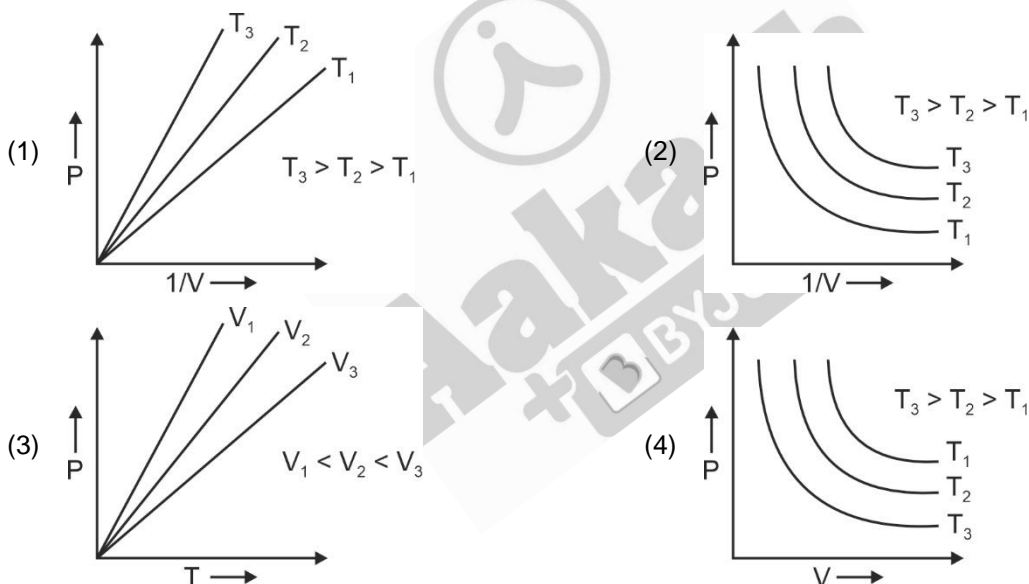 (1)
P
T₃
T₂
T₁
T₃ > T₂ > T₁
1/V
(2)
P
T₃ > T₂ > T₁
T₃
T₂
T₁
1/V
(3)
P
V₁
V₂
V₃
V₁ < V₂ < V₃
T
(4)
P
T₃ > T₂ > T₁
T₁
T₂
T₃
V